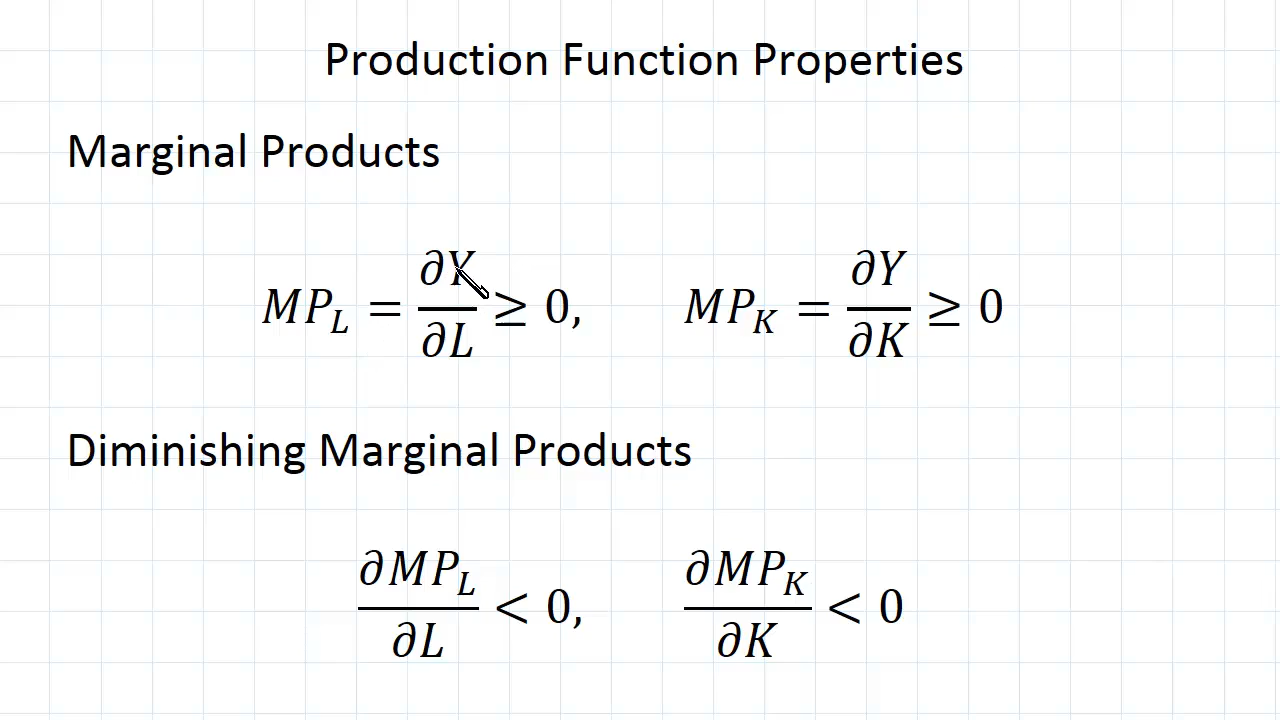 Production Function Properties
Marginal Products
MP_L = ∂Y/∂L ≥ 0, MP_K = ∂Y/∂K ≥ 0
Diminishing Marginal Products
∂MP_L/∂L < 0, ∂MP_K/∂K < 0